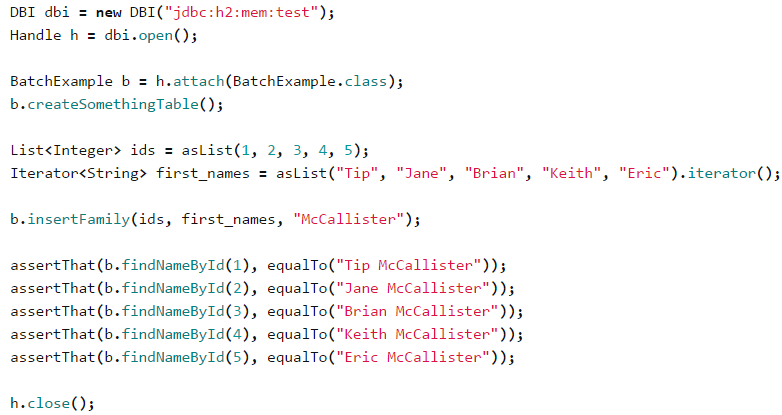 DBI dbi = new DBI("jdbc:h2:mem:test");
Handle h = dbi.open();

BatchExample b = h.attach(BatchExample.class);
b.createSomethingTable();

List<Integer> ids = asList(1, 2, 3, 4, 5);
Iterator<String> first_names = asList("Tip", "Jane", "Brian", "Keith", "Eric").iterator();

b.insertFamily(ids, first_names, "McCallister");

assertThat(b.findNameById(1), equalTo("Tip McCallister"));
assertThat(b.findNameById(2), equalTo("Jane McCallister"));
assertThat(b.findNameById(3), equalTo("Brian McCallister"));
assertThat(b.findNameById(4), equalTo("Keith McCallister"));
assertThat(b.findNameById(5), equalTo("Eric McCallister"));

h.close();